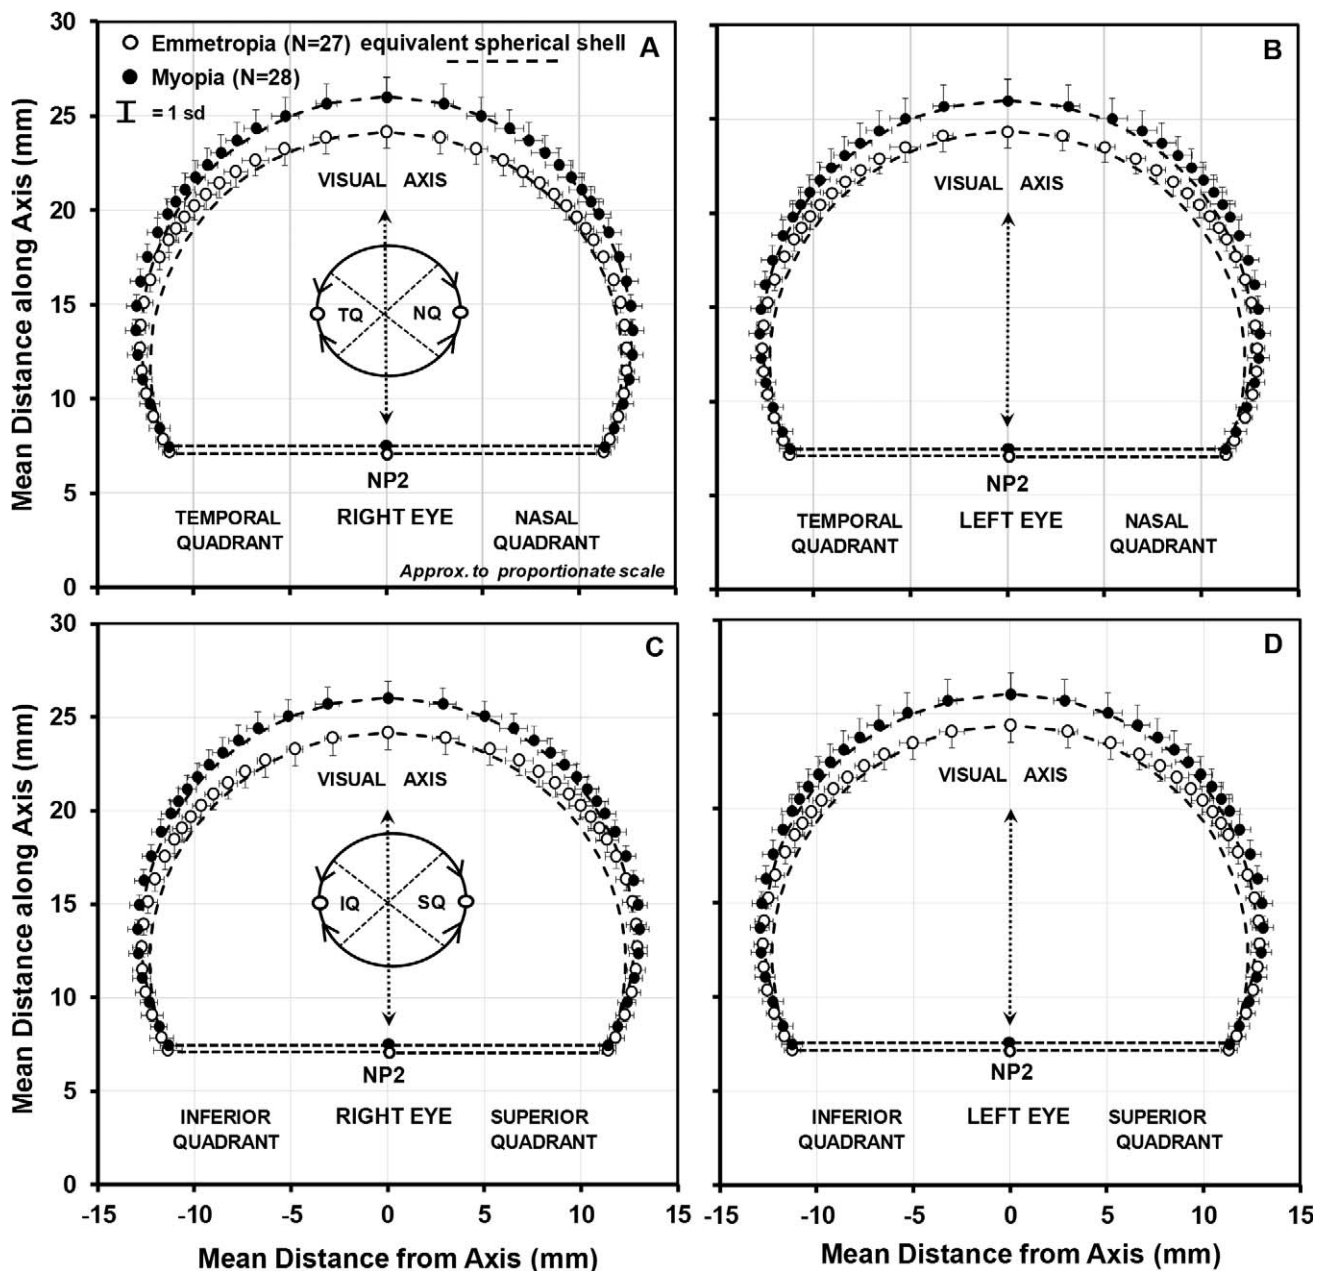 30
25
20
15
10
5
0
Mean Distance along Axis (mm)
Emmetropia (N=27) equivalent spherical shell
Myopia (N=28)
= 1 sd
A
VISUAL AXIS
TQ NQ
NP2
TEMPORAL QUADRANT
RIGHT EYE
NASAL QUADRANT
Approx. to proportionate scale
B
VISUAL AXIS
NP2
TEMPORAL QUADRANT
LEFT EYE
NASAL QUADRANT
30
25
20
15
10
5
0
Mean Distance along Axis (mm)
C
VISUAL AXIS
IQ SQ
NP2
INFERIOR QUADRANT
RIGHT EYE
SUPERIOR QUADRANT
-15 -10 -5 0 5 10 15
Mean Distance from Axis (mm)
D
VISUAL AXIS
NP2
INFERIOR QUADRANT
LEFT EYE
SUPERIOR QUADRANT
-15 -10 -5 0 5 10 15
Mean Distance from Axis (mm)